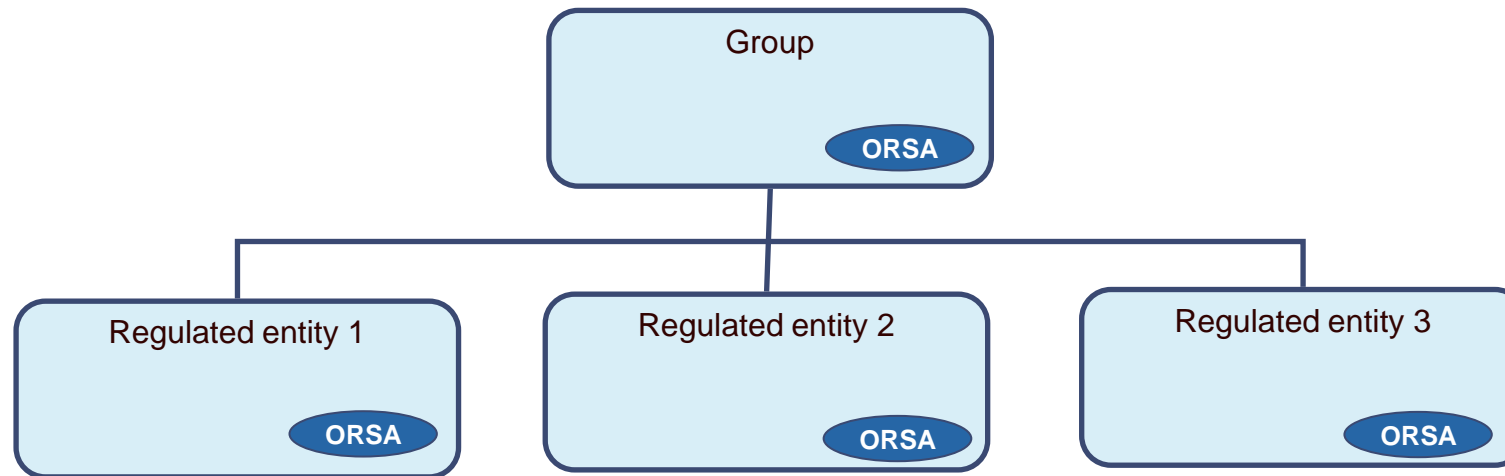 Group
ORSA
Regulated entity 1
ORSA
Regulated entity 2
ORSA
Regulated entity 3
ORSA